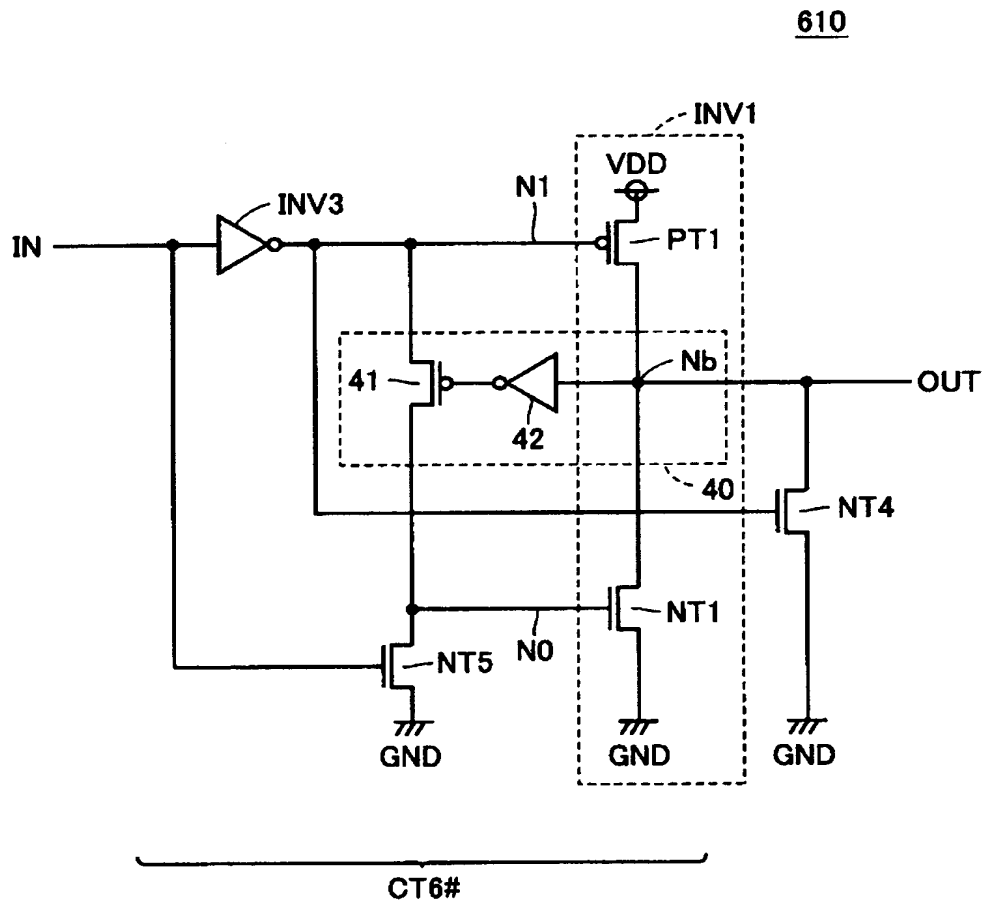 610
INV1
VDD
N1
INV3
IN
PT1
Nb
41
OUT
42
40
NT4
NT1
N0
NT5
GND
GND
GND
CT6#